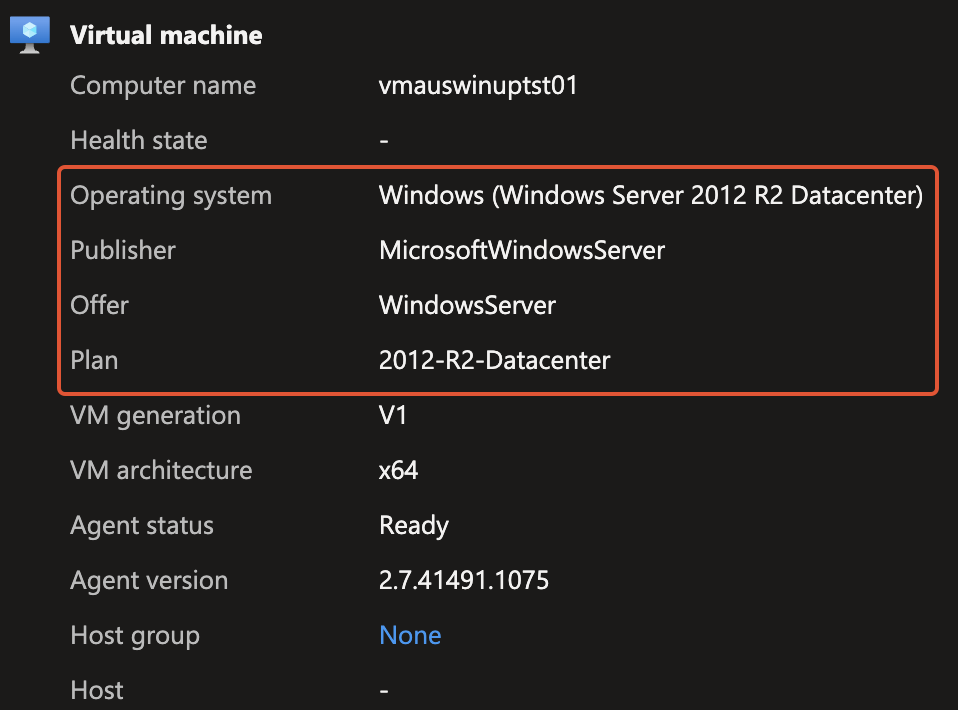 Virtual machine
Computer name vmauswinuptst01
Health state -
Operating system Windows (Windows Server 2012 R2 Datacenter)
Publisher MicrosoftWindowsServer
Offer WindowsServer
Plan 2012-R2-Datacenter
VM generation V1
VM architecture x64
Agent status Ready
Agent version 2.7.41491.1075
Host group None
Host -